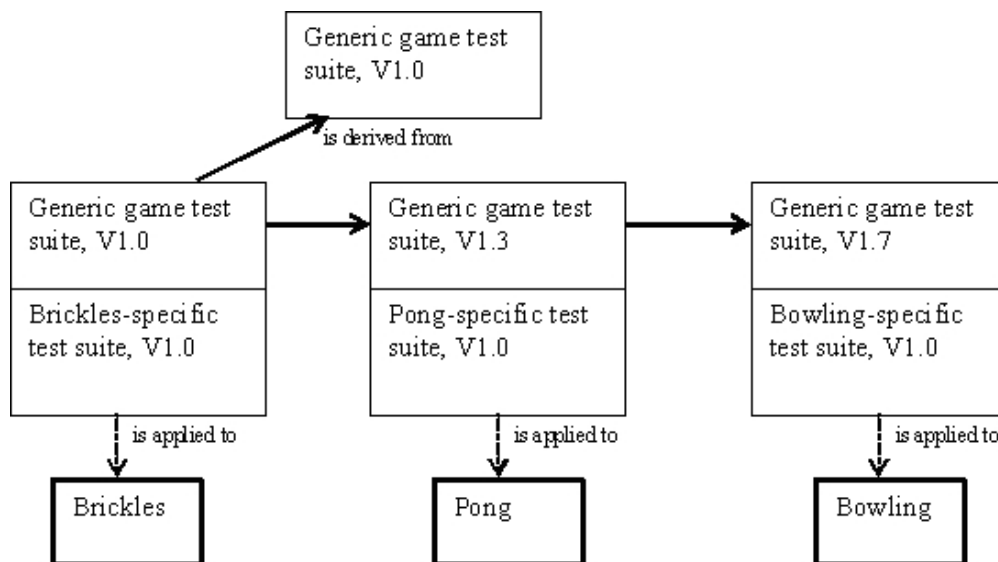 Generic game test
suite, V1.0
is derived from
Generic game test
suite, V1.0
Generic game test
suite, V1.3
Generic game test
suite, V1.7
Brickles-specific
test suite, V1.0
Pong-specific test
suite, V1.0
Bowling-specific
test suite, V1.0
is applied to
is applied to
is applied to
Brickles
Pong
Bowling